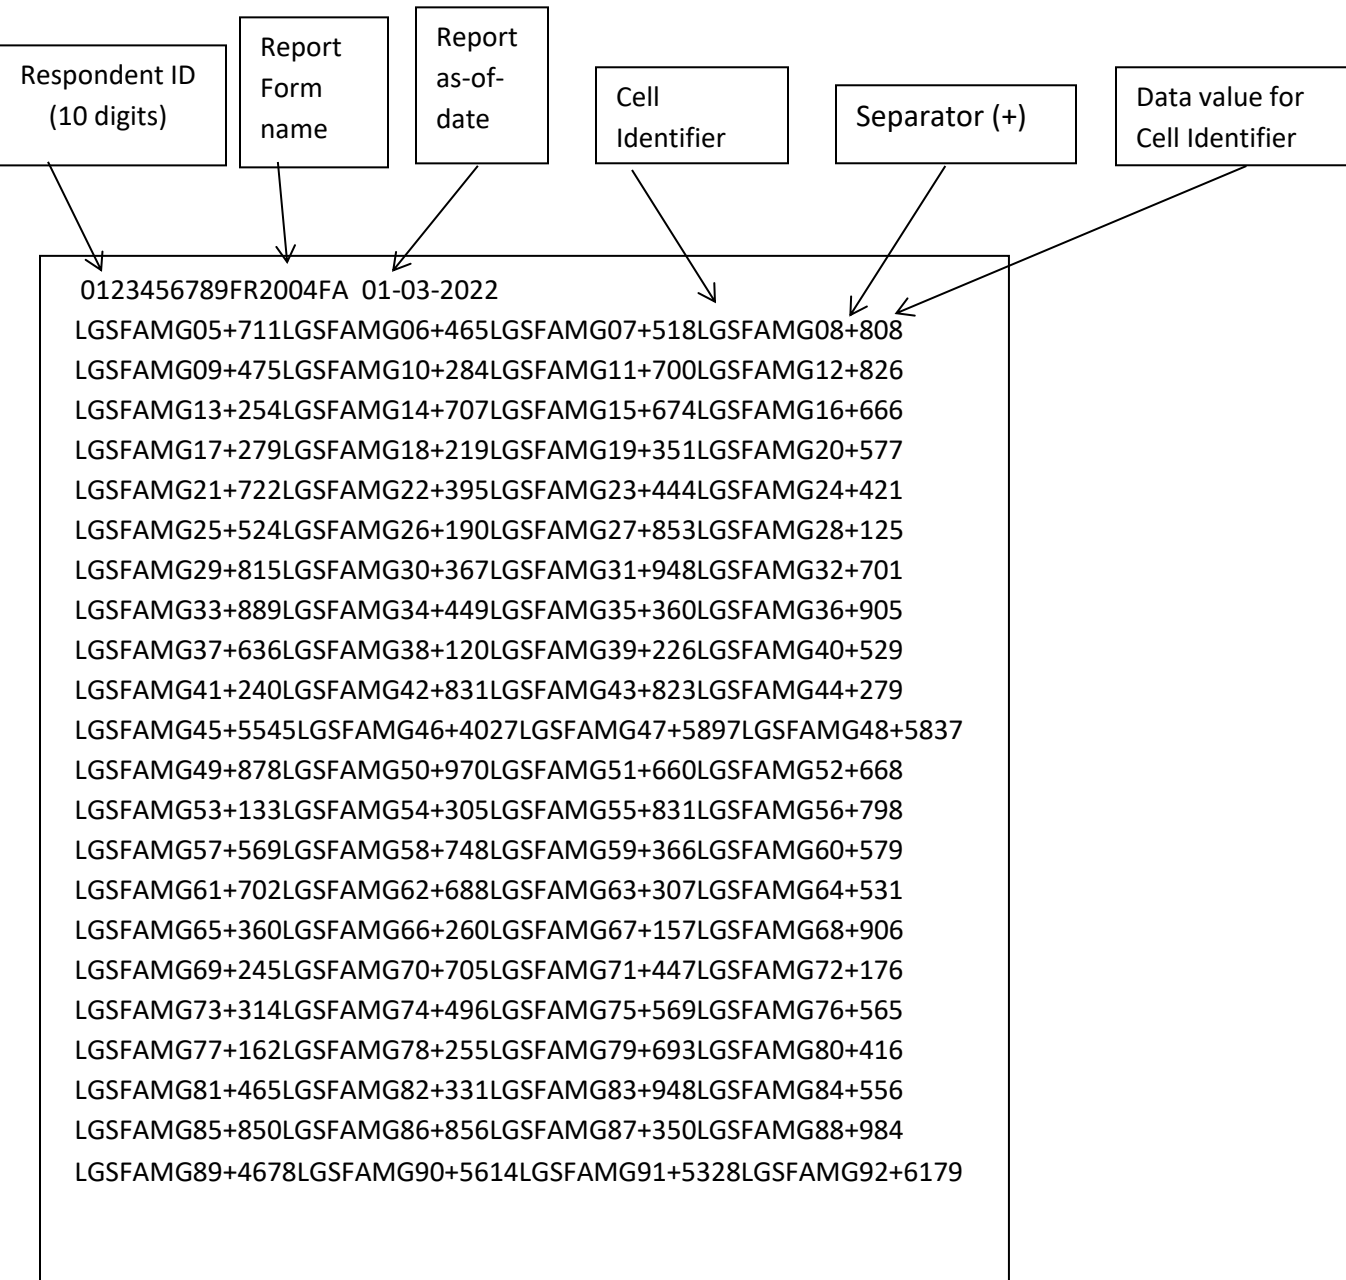 Respondent ID
(10 digits)
Report
Form
name
Report
as-of-
date
Cell
Identifier
Separator (+)
Data value for
Cell Identifier
0123456789FR2004FA 01-03-2022
LGSFAMG05+711LGSFAMG06+465LGSFAMG07+518LGSFAMG08+808
LGSFAMG09+475LGSFAMG10+284LGSFAMG11+700LGSFAMG12+826
LGSFAMG13+254LGSFAMG14+707LGSFAMG15+674LGSFAMG16+666
LGSFAMG17+279LGSFAMG18+219LGSFAMG19+351LGSFAMG20+577
LGSFAMG21+722LGSFAMG22+395LGSFAMG23+444LGSFAMG24+421
LGSFAMG25+524LGSFAMG26+190LGSFAMG27+853LGSFAMG28+125
LGSFAMG29+815LGSFAMG30+367LGSFAMG31+948LGSFAMG32+701
LGSFAMG33+889LGSFAMG34+449LGSFAMG35+360LGSFAMG36+905
LGSFAMG37+636LGSFAMG38+120LGSFAMG39+226LGSFAMG40+529
LGSFAMG41+240LGSFAMG42+831LGSFAMG43+823LGSFAMG44+279
LGSFAMG45+5545LGSFAMG46+4027LGSFAMG47+5897LGSFAMG48+5837
LGSFAMG49+878LGSFAMG50+970LGSFAMG51+660LGSFAMG52+668
LGSFAMG53+133LGSFAMG54+305LGSFAMG55+831LGSFAMG56+798
LGSFAMG57+569LGSFAMG58+748LGSFAMG59+366LGSFAMG60+579
LGSFAMG61+702LGSFAMG62+688LGSFAMG63+307LGSFAMG64+531
LGSFAMG65+360LGSFAMG66+260LGSFAMG67+157LGSFAMG68+906
LGSFAMG69+245LGSFAMG70+705LGSFAMG71+447LGSFAMG72+176
LGSFAMG73+314LGSFAMG74+496LGSFAMG75+569LGSFAMG76+565
LGSFAMG77+162LGSFAMG78+255LGSFAMG79+693LGSFAMG80+416
LGSFAMG81+465LGSFAMG82+331LGSFAMG83+948LGSFAMG84+556
LGSFAMG85+850LGSFAMG86+856LGSFAMG87+350LGSFAMG88+984
LGSFAMG89+4678LGSFAMG90+5614LGSFAMG91+5328LGSFAMG92+6179